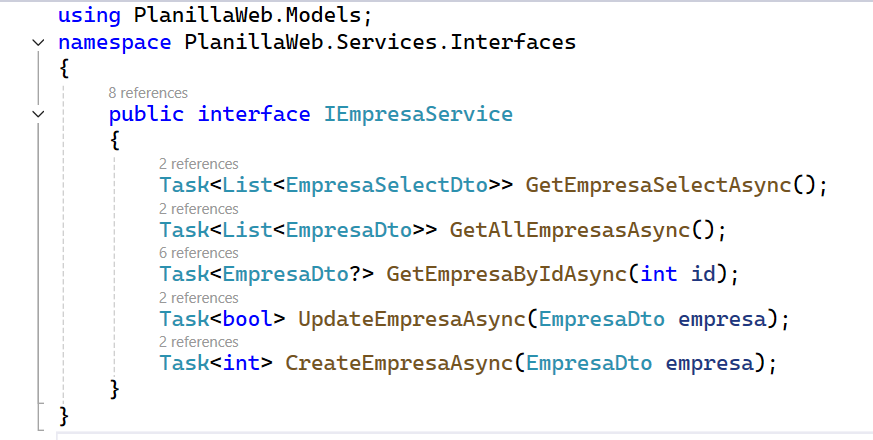 using PlanillaWeb.Models;
namespace PlanillaWeb.Services.Interfaces
{
8 references
public interface IEmpresaService
{
2 references
Task<List<EmpresaSelectDto>> GetEmpresaSelectAsync();
2 references
Task<List<EmpresaDto>> GetAllEmpresasAsync();
6 references
Task<EmpresaDto?> GetEmpresaByIdAsync(int id);
2 references
Task<bool> UpdateEmpresaAsync(EmpresaDto empresa);
2 references
Task<int> CreateEmpresaAsync(EmpresaDto empresa);
}
}